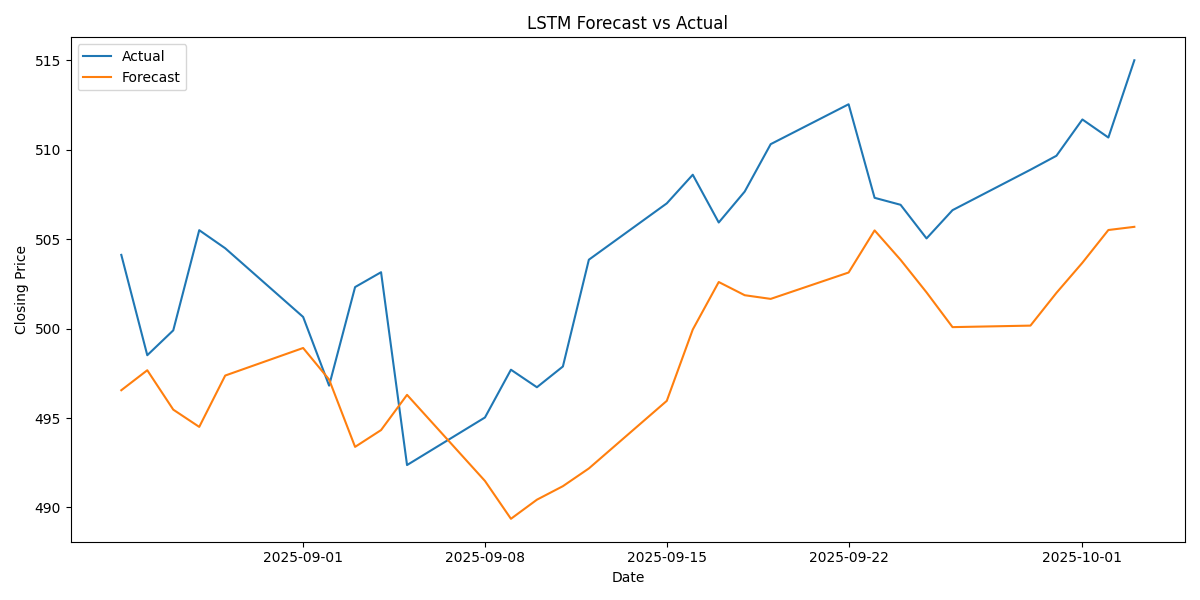 LSTM Forecast vs Actual
Actual
Forecast
515
510
505
500
495
490
Closing Price
2025-09-01
2025-09-08
2025-09-15
2025-09-22
2025-10-01
Date